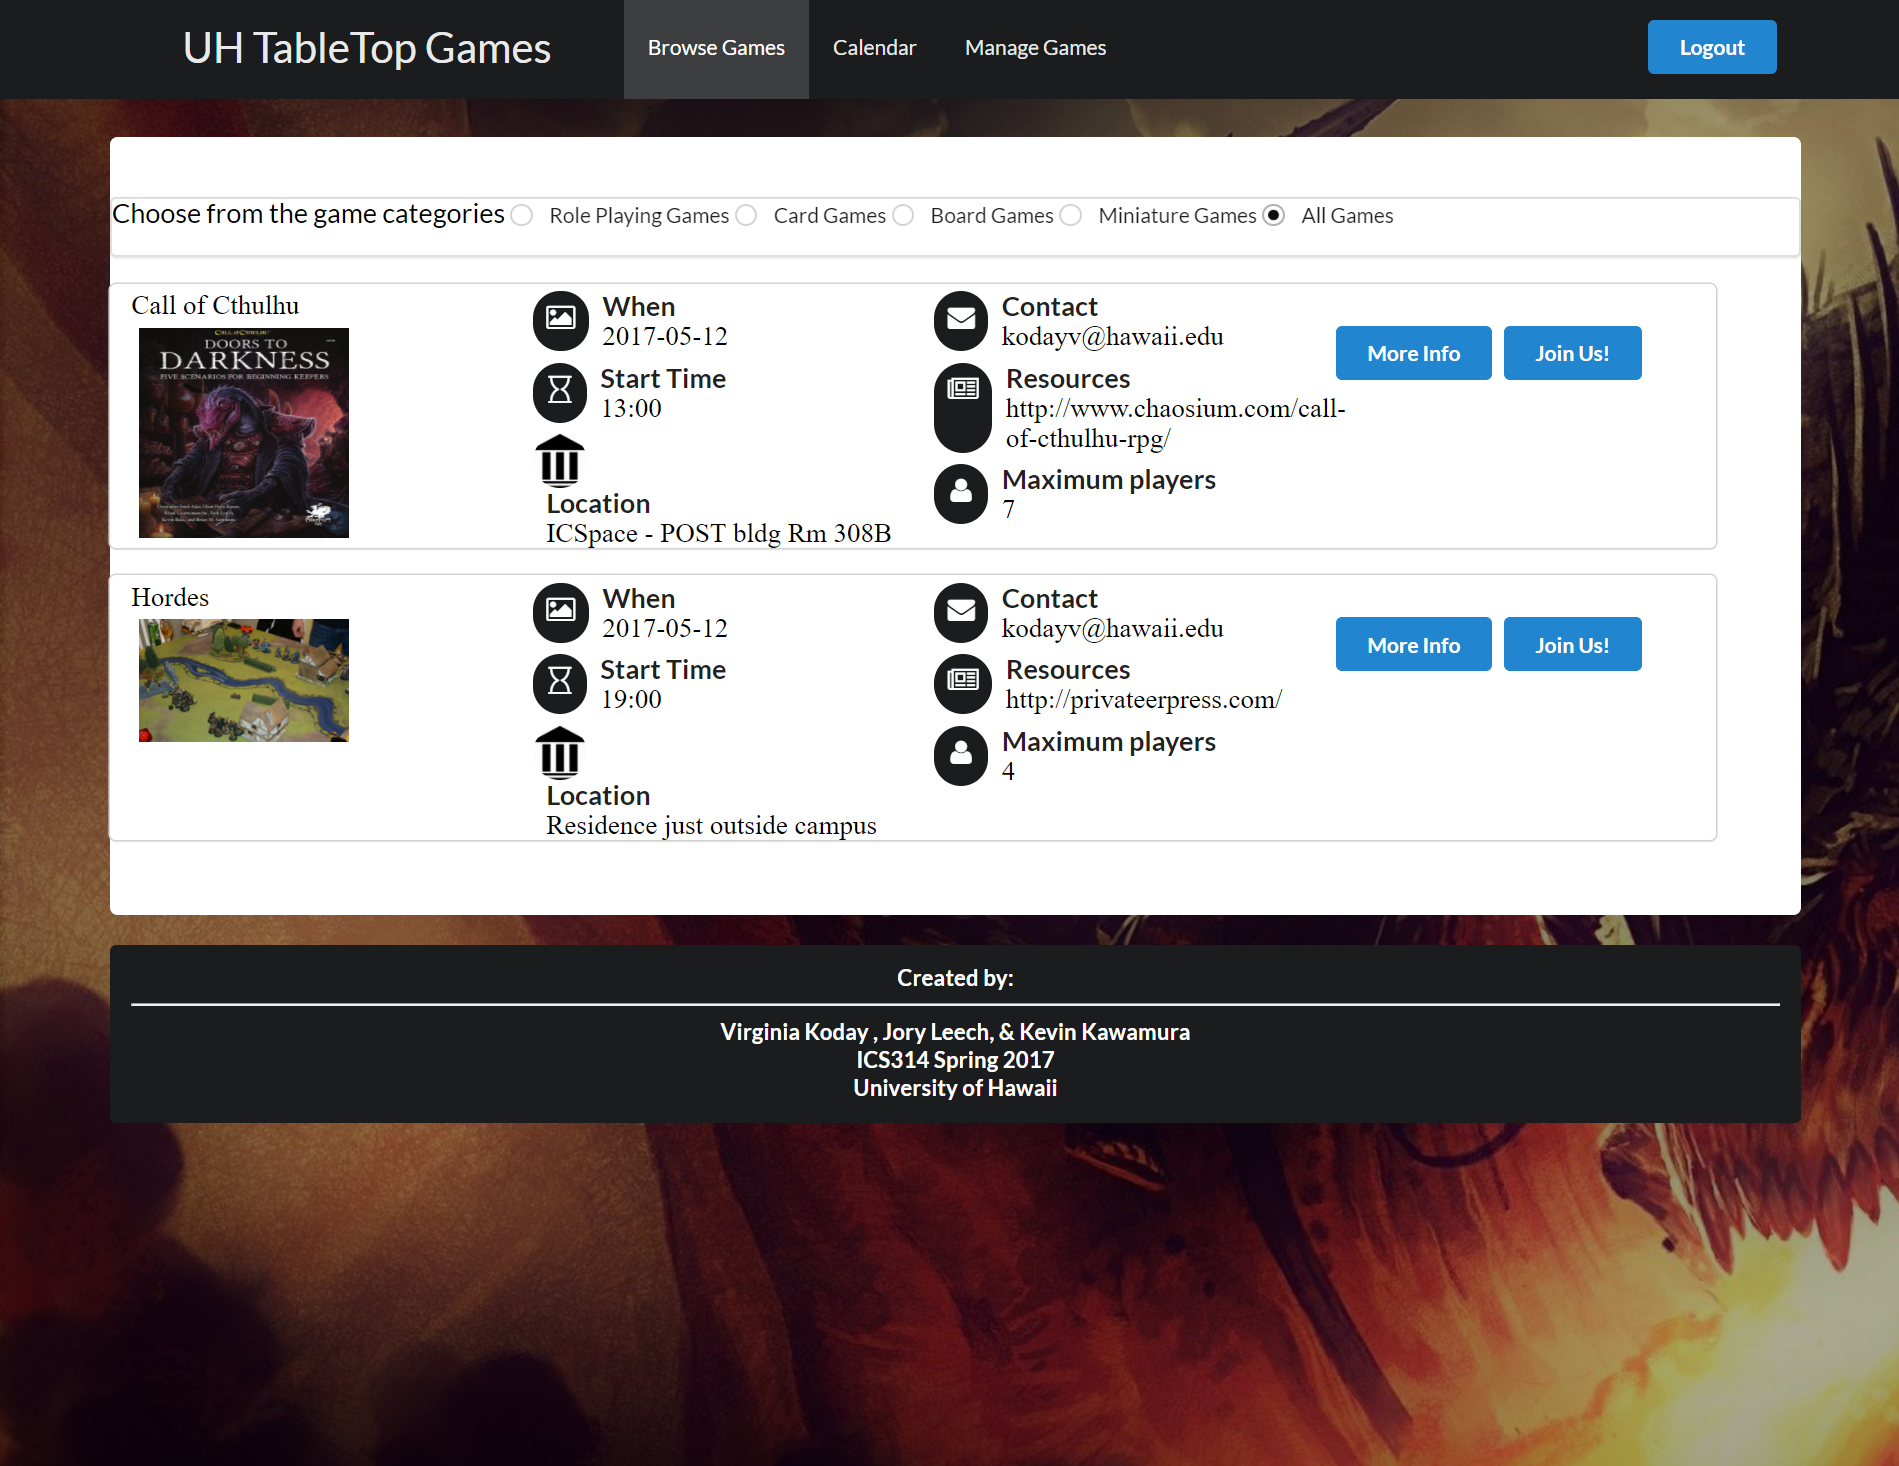 UH TableTop Games
Browse Games
Calendar
Manage Games
Logout
Choose from the game categories
Role Playing Games
Card Games
Board Games
Miniature Games
All Games
Call of Cthulhu
CALL of CTHULHU
DOORS TO
DARKNESS
FIVE SCENARIOS FOR BEGINNING KEEPERS
When
2017-05-12
Start Time
13:00
Location
ICSpace - POST bldg Rm 308B
Contact
kodayv@hawaii.edu
Resources
http://www.chaosium.com/call-
of-cthulhu-rpg/
Maximum players
7
More Info
Join Us!
Hordes
When
2017-05-12
Start Time
19:00
Location
Residence just outside campus
Contact
kodayv@hawaii.edu
Resources
http://privateerpress.com/
Maximum players
4
More Info
Join Us!
Created by:
Virginia Koday , Jory Leech, & Kevin Kawamura
ICS314 Spring 2017
University of Hawaii